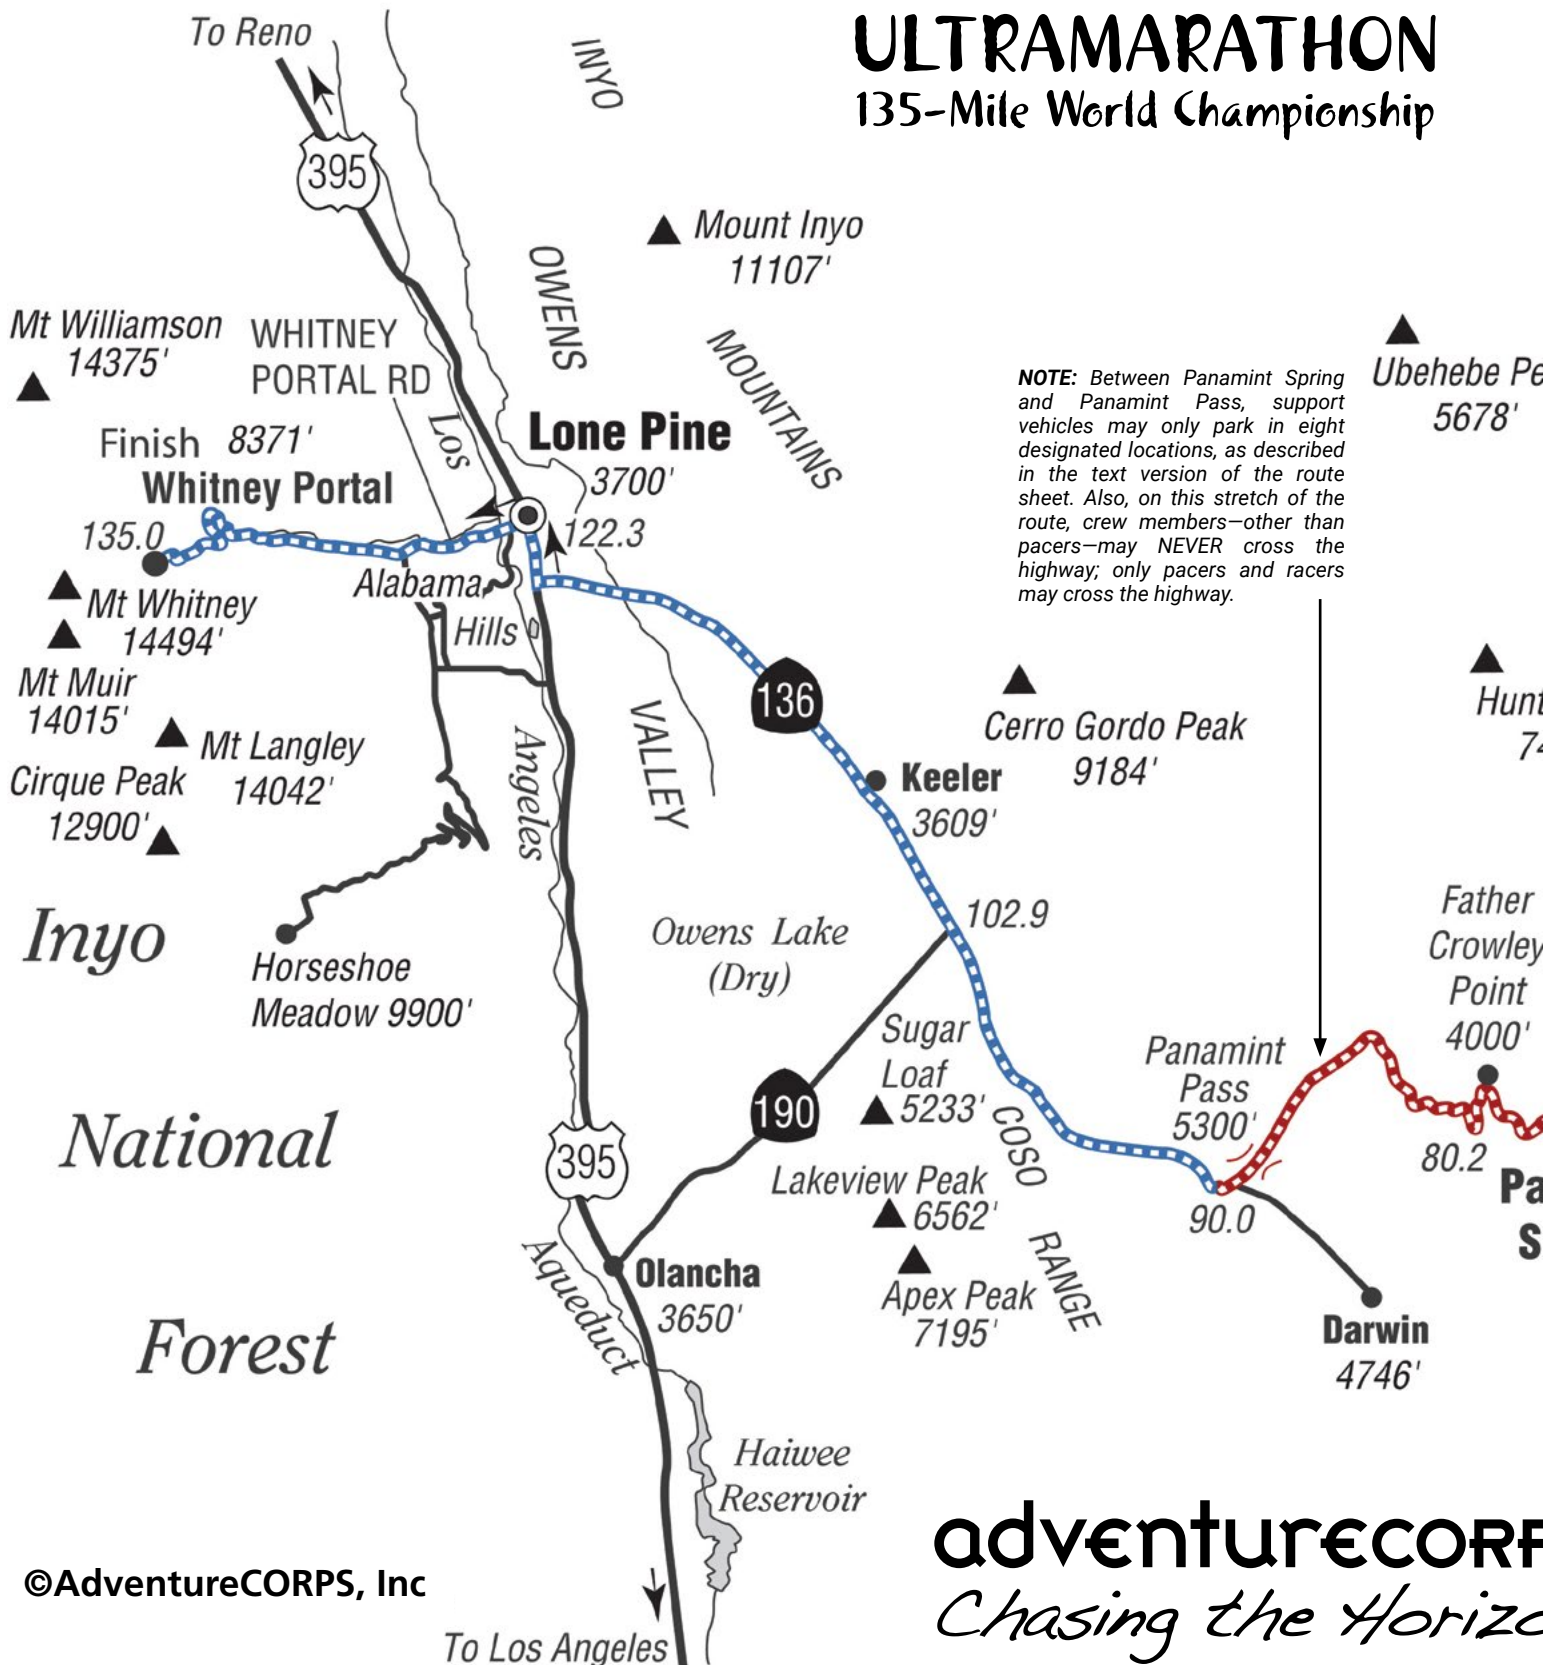 To Reno
395
INYO
ULTRAMARATHON
135-Mile World Championship
Mount Inyo
11107'
OWENS
MOUNTAINS
Mt Williamson
14375'
WHITNEY
PORTAL RD
Los
Finish 8371'
Whitney Portal
135.0
Lone Pine
3700'
122.3
NOTE: Between Panamint Spring
and Panamint Pass, support
vehicles may only park in eight
designated locations, as described
in the text version of the route
sheet. Also, on this stretch of the
route, crew members—other than
pacers—may NEVER cross the
highway; only pacers and racers
may cross the highway.
Ubehebe Pe
5678'
Mt Whitney
14494'
Alabama
Hills
Mt Muir
14015'
Mt Langley
14042'
Cirque Peak
12900'
Angeles
VALLEY
136
Keeler
3609'
Cerro Gordo Peak
9184'
Hunt
74
Inyo
Horseshoe
Meadow 9900'
Owens Lake
(Dry)
102.9
Father
Crowley
Point
4000'
Sugar
Loaf
5233'
Panamint
Pass
5300'
National
190
395
COSO
Lakeview Peak
6562'
90.0
80.2
Pa
S
Aqueduct
Olancha
3650'
Apex Peak
7195'
RANGE
Darwin
4746'
Forest
Haiwee
Reservoir
©AdventureCORPS, Inc
To Los Angeles
adventurecorp
Chasing the Horizo